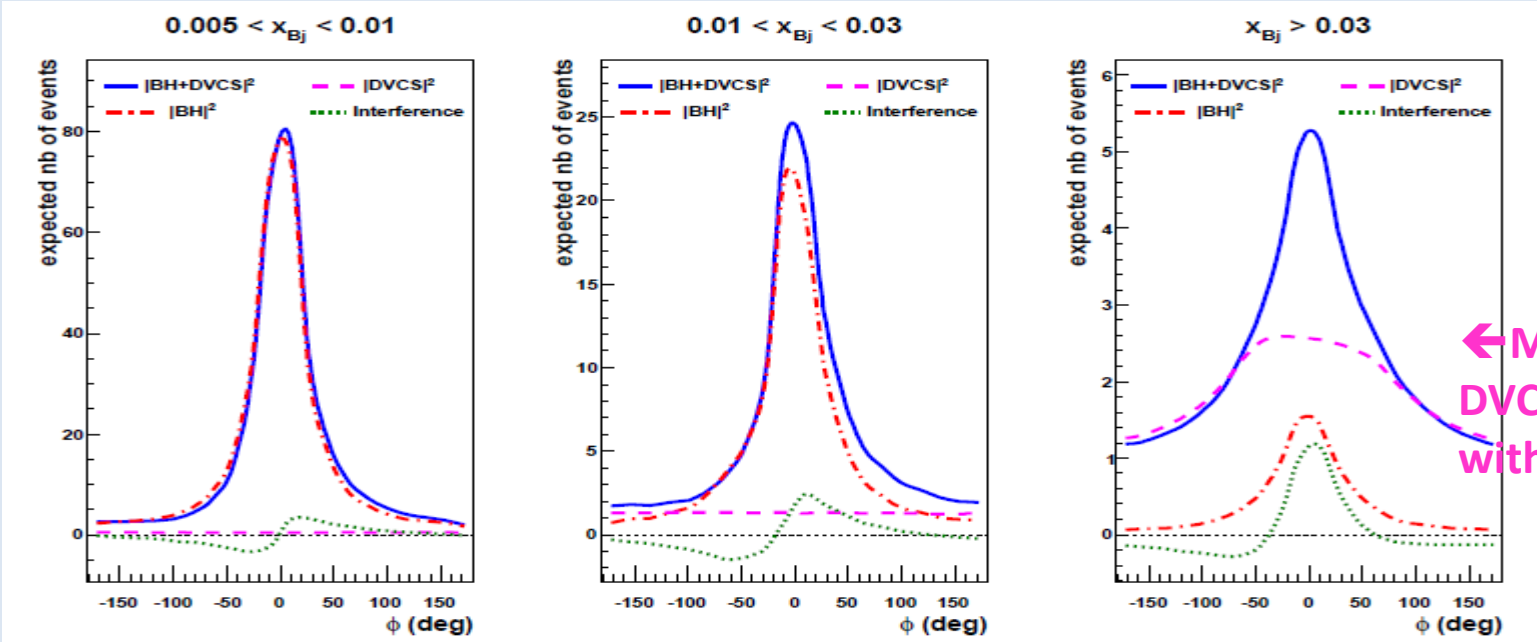 0.005 < x_Bj < 0.01
expected nb of events
|BH+DVCS|²
|DVCS|²
|BH|²
Interference
80
60
40
20
0
-150 -100 -50 0 50 100 150
ϕ (deg)
0.01 < x_Bj < 0.03
expected nb of events
|BH+DVCS|²
|DVCS|²
|BH|²
Interference
25
20
15
10
5
0
-150 -100 -50 0 50 100 150
ϕ (deg)
x_Bj > 0.03
expected nb of events
|BH+DVCS|²
|DVCS|²
|BH|²
Interference
6
5
4
3
2
1
0
-150 -100 -50 0 50 100 150
ϕ (deg)
←M
DVC
with